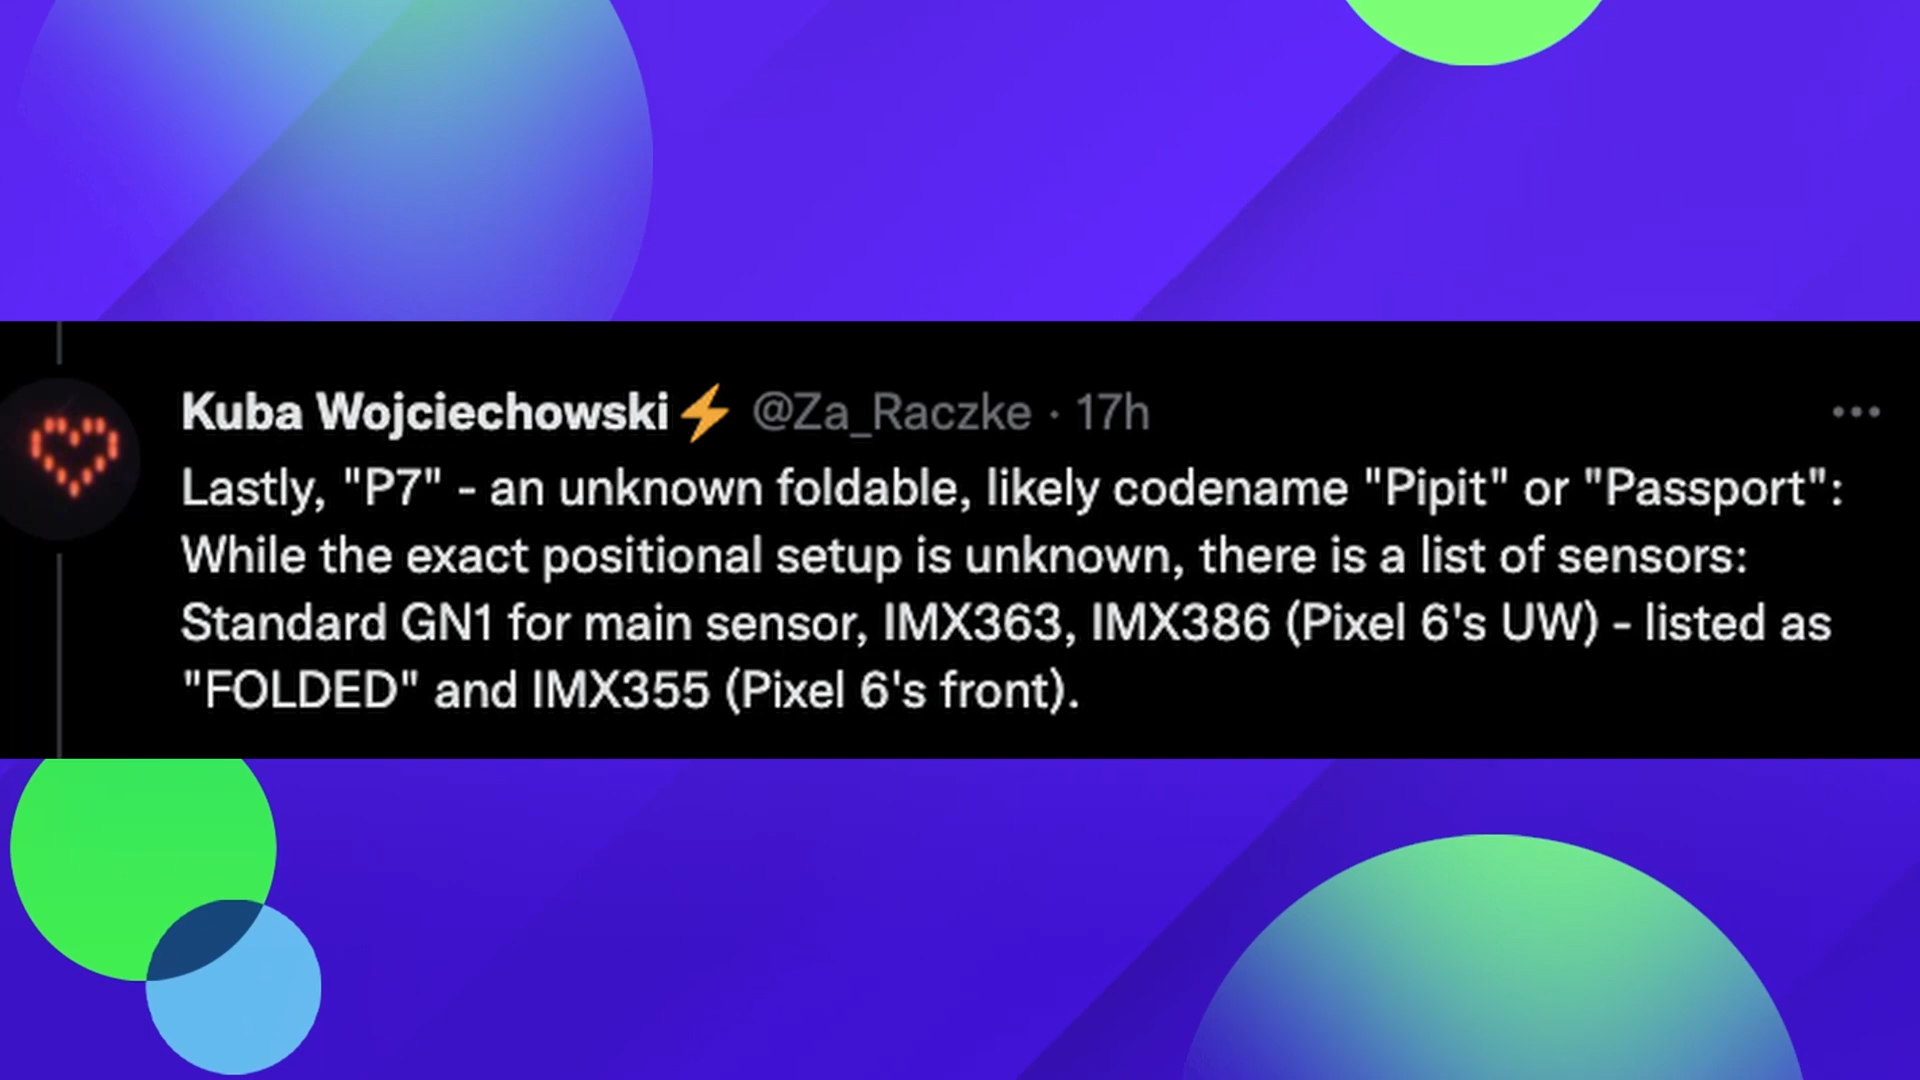 Kuba Wojciechowski⚡ @Za_Raczke · 17h
Lastly, "P7" - an unknown foldable, likely codename "Pipit" or "Passport":
While the exact positional setup is unknown, there is a list of sensors:
Standard GN1 for main sensor, IMX363, IMX386 (Pixel 6's UW) - listed as
"FOLDED" and IMX355 (Pixel 6's front).